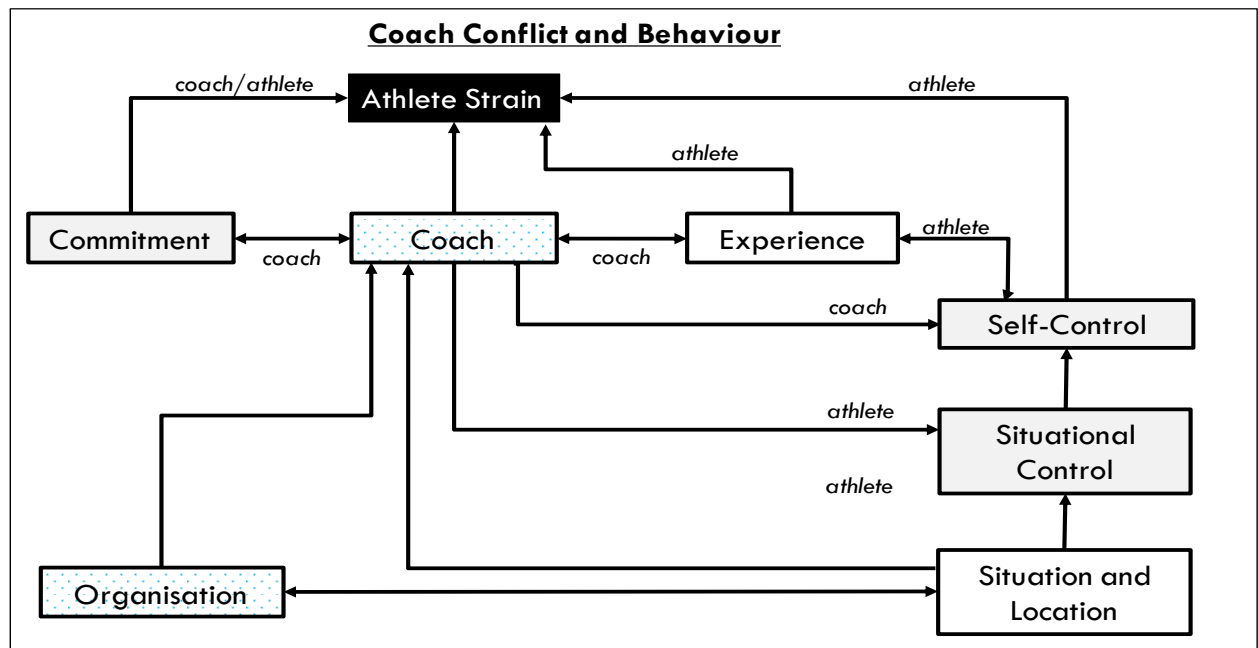 Coach Conflict and Behaviour
coach/athlete
Athlete Strain
athlete
athlete
Commitment
coach
Coach
coach
Experience
athlete
coach
Self-Control
athlete
Situational
Control
athlete
Organisation
Situation and
Location